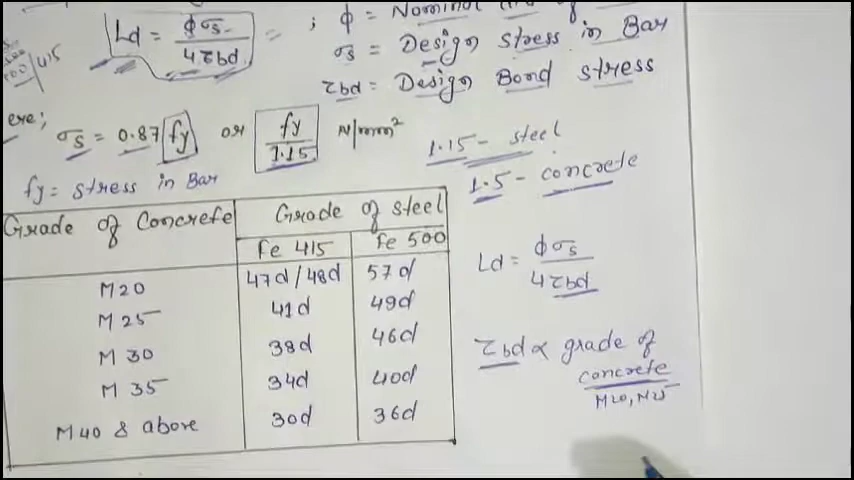 Ld = ϕσs / 4τbd ; ϕ = Nominal
σs = Design stress in Bar
τbd = Design Bond stress
415
500
ere;
σs = 0.87 fy or fy / 1.15 N/mm²
1.15 - steel
fy = stress in Bar
1.5 - concrete
Grade of Concrete Grade of steel
Fe 415 Fe 500
M20 47d/48d 57d
M25 41d 49d
M30 38d 46d
M35 34d 40d
M40 & above 30d 36d
Ld = ϕσs / 4τbd
τbd ∝ grade of
concrete
M20, M25